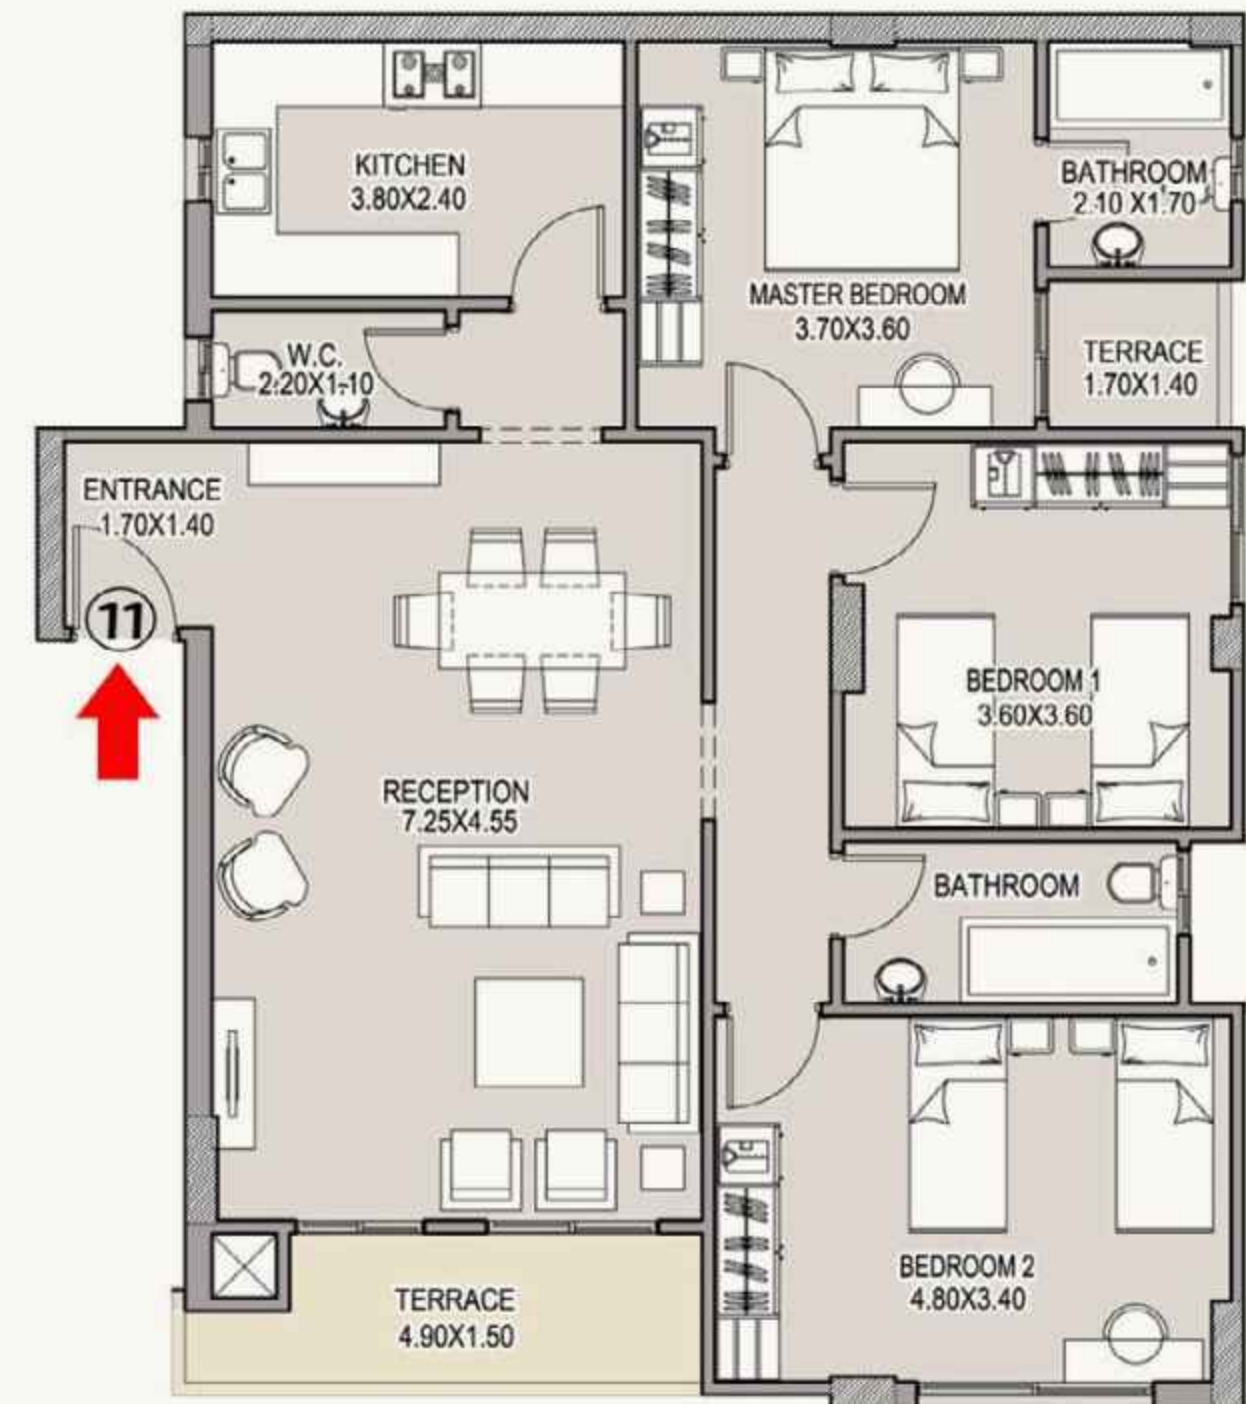 KITCHEN
3.80X2.40
BATHROOM
2.10 X1.70
MASTER BEDROOM
3.70X3.60
W.C.
2.20X1.10
TERRACE
1.70X1.40
ENTRANCE
1.70X1.40
11
BEDROOM 1
3.60X3.60
RECEPTION
7.25X4.55
BATHROOM
BEDROOM 2
4.80X3.40
TERRACE
4.90X1.50